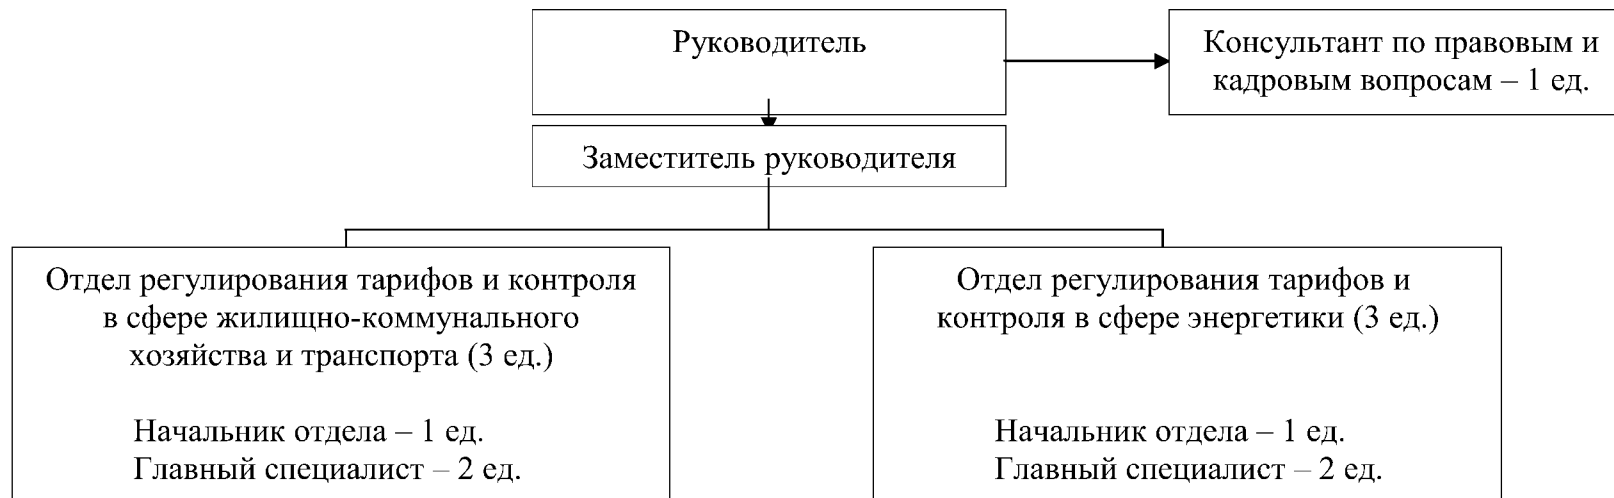 Руководитель
Консультант по правовым и
кадровым вопросам – 1 ед.
Заместитель руководителя
Отдел регулирования тарифов и контроля
в сфере жилищно-коммунального
хозяйства и транспорта (3 ед.)
Начальник отдела – 1 ед.
Главный специалист – 2 ед.
Отдел регулирования тарифов и
контроля в сфере энергетики (3 ед.)
Начальник отдела – 1 ед.
Главный специалист – 2 ед.